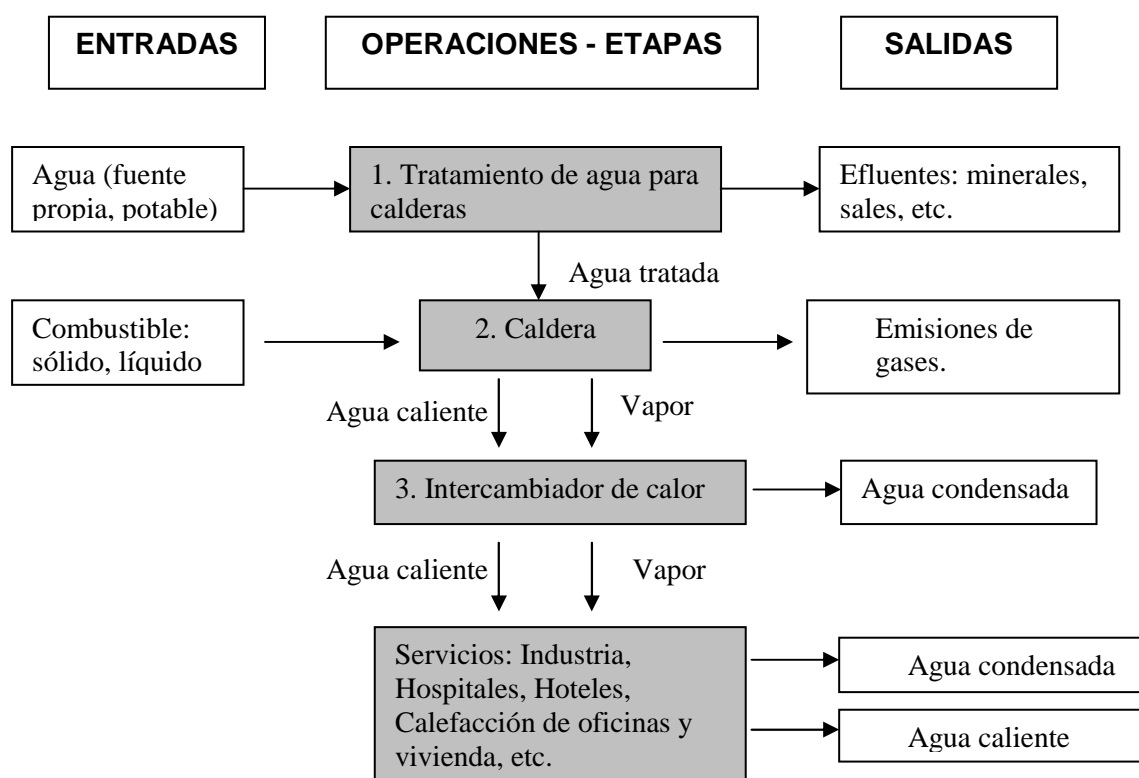 ENTRADAS
OPERACIONES - ETAPAS
SALIDAS
Agua (fuente
propia, potable)
1. Tratamiento de agua para
calderas
Efluentes: minerales,
sales, etc.
Agua tratada
Combustible:
sólido, líquido
2. Caldera
Emisiones de
gases.
Agua caliente
Vapor
3. Intercambiador de calor
Agua condensada
Agua caliente
Vapor
Servicios: Industria,
Hospitales, Hoteles,
Calefacción de oficinas y
vivienda, etc.
Agua condensada
Agua caliente